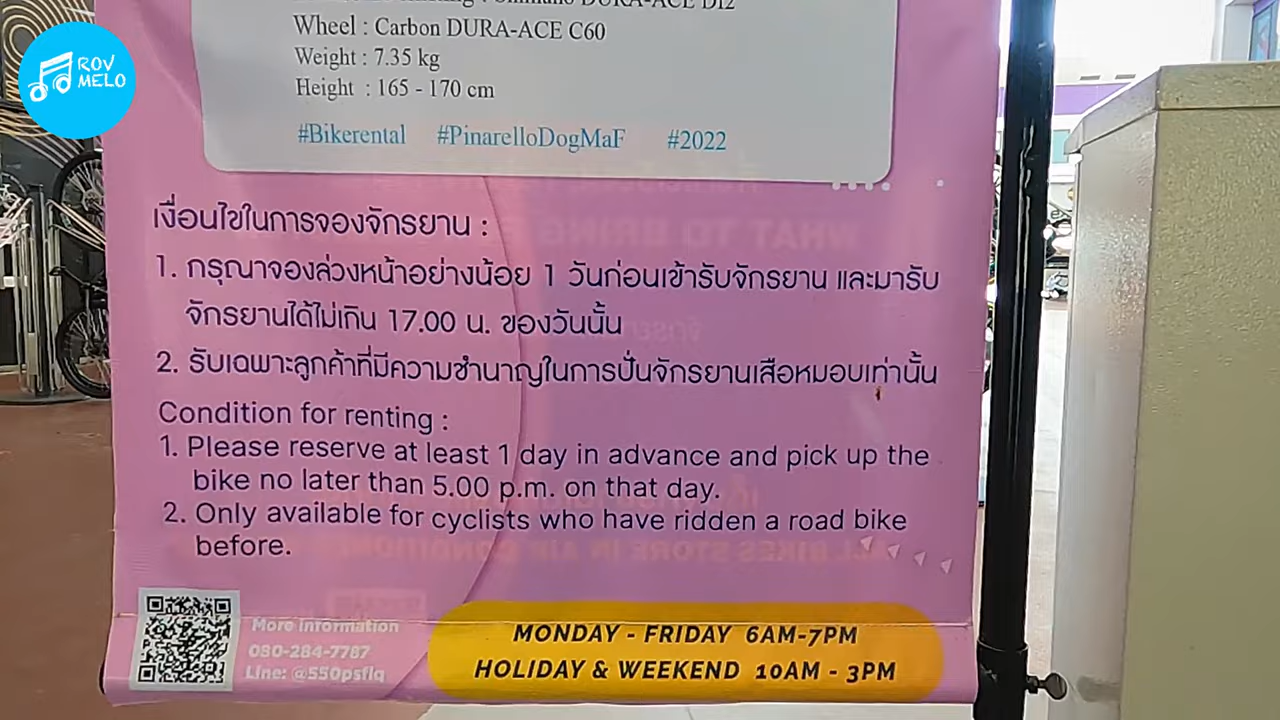 ROV
MELO
Wheel : Carbon DURA-ACE C60
Weight : 7.35 kg
Height : 165 - 170 cm
#Bikerental #PinarelloDogMaF #2022
เงื่อนไขในการจองจักรยาน :
1. กรุณาจองล่วงหน้าอย่างน้อย 1 วันก่อนเข้ารับจักรยาน และมารับ
จักรยานได้ไม่เกิน 17.00 น. ของวันนั้น
2. รับเฉพาะลูกค้าที่มีความชำนาญในการปั่นจักรยานเสือหมอบเท่านั้น
Condition for renting :
1. Please reserve at least 1 day in advance and pick up the
bike no later than 5.00 p.m. on that day.
2. Only available for cyclists who have ridden a road bike
before.
More Information
080-284-7787
Line: @550psflq
MONDAY - FRIDAY 6AM-7PM
HOLIDAY & WEEKEND 10AM - 3PM